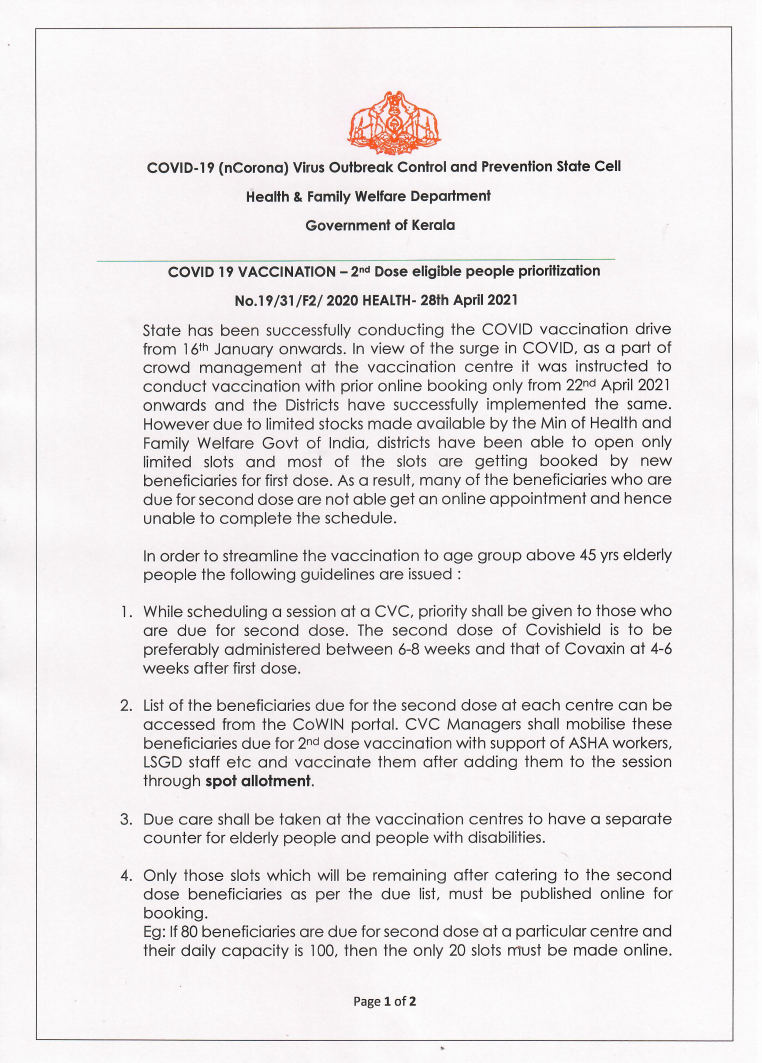 COVID-19 (nCorona) Virus Outbreak Control and Prevention State Cell
Health & Family Welfare Department
Government of Kerala
COVID 19 VACCINATION – 2nd Dose eligible people prioritization
No.19/31/F2/ 2020 HEALTH- 28th April 2021
State has been successfully conducting the COVID vaccination drive
from 16th January onwards. In view of the surge in COVID, as a part of
crowd management at the vaccination centre it was instructed to
conduct vaccination with prior online booking only from 22nd April 2021
onwards and the Districts have successfully implemented the same.
However due to limited stocks made available by the Min of Health and
Family Welfare Govt of India, districts have been able to open only
limited slots and most of the slots are getting booked by new
beneficiaries for first dose. As a result, many of the beneficiaries who are
due for second dose are not able get an online appointment and hence
unable to complete the schedule.
In order to streamline the vaccination to age group above 45 yrs elderly
people the following guidelines are issued :
1. While scheduling a session at a CVC, priority shall be given to those who
are due for second dose. The second dose of Covishield is to be
preferably administered between 6-8 weeks and that of Covaxin at 4-6
weeks after first dose.
2. List of the beneficiaries due for the second dose at each centre can be
accessed from the CoWIN portal. CVC Managers shall mobilise these
beneficiaries due for 2nd dose vaccination with support of ASHA workers,
LSGD staff etc and vaccinate them after adding them to the session
through spot allotment.
3. Due care shall be taken at the vaccination centres to have a separate
counter for elderly people and people with disabilities.
4. Only those slots which will be remaining after catering to the second
dose beneficiaries as per the due list, must be published online for
booking.
Eg: If 80 beneficiaries are due for second dose at a particular centre and
their daily capacity is 100, then the only 20 slots must be made online.
Page 1 of 2